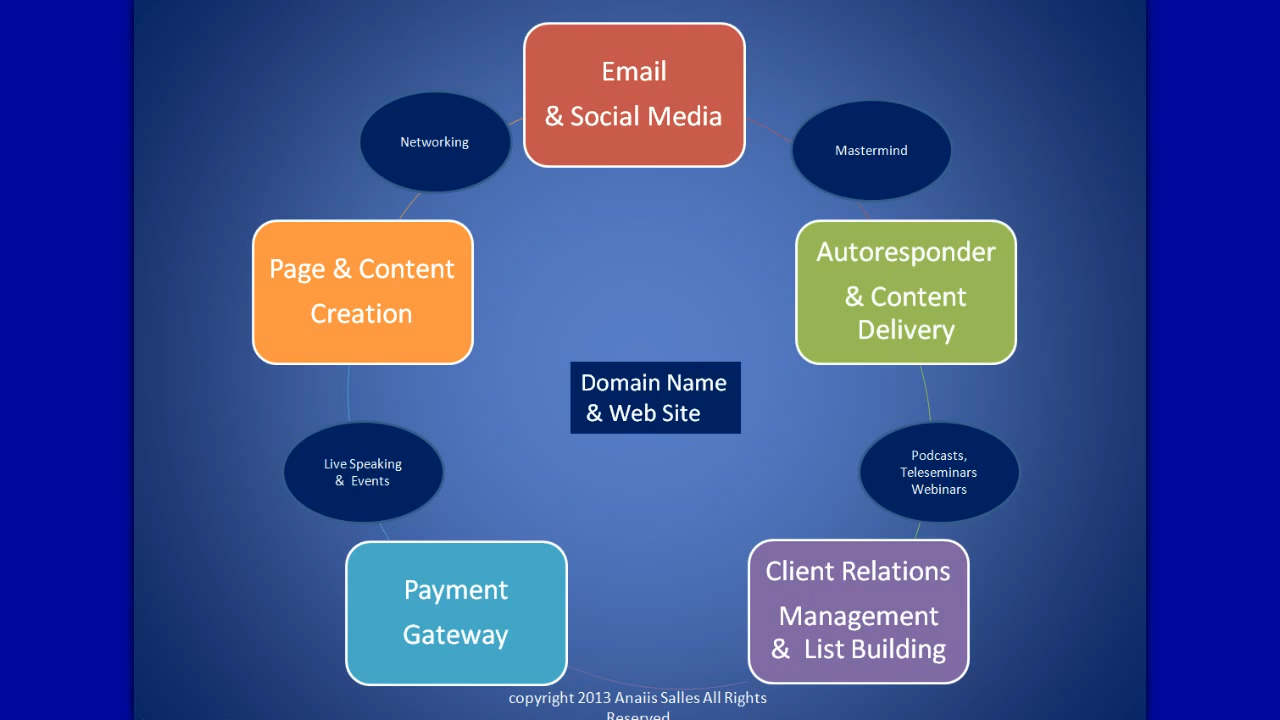 Email
& Social Media
Networking
Mastermind
Page & Content
Creation
Autoresponder
& Content
Delivery
Domain Name
& Web Site
Live Speaking
& Events
Podcasts,
Teleseminars
Webinars
Payment
Gateway
Client Relations
Management
& List Building
copyright 2013 Anaiis Salles All Rights
Reserved